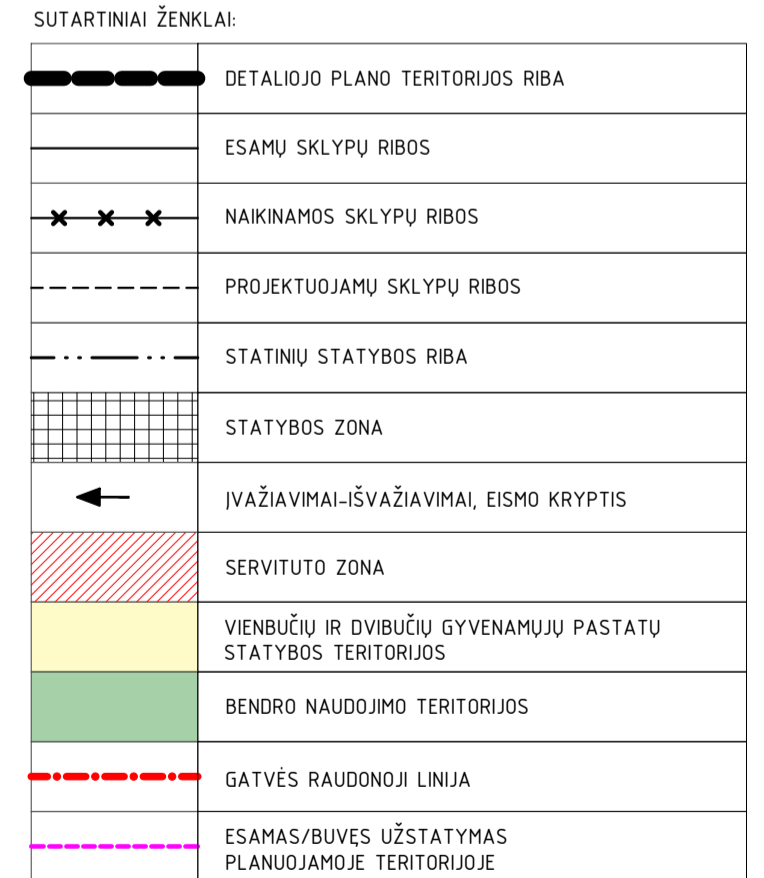 SUTARTINIAI ŽENKLAI:
DETALIOJO PLANO TERITORIJOS RIBA
ESAMŲ SKLYPŲ RIBOS
NAIKINAMOS SKLYPŲ RIBOS
PROJEKTUOJAMŲ SKLYPŲ RIBOS
STATINIŲ STATYBOS RIBA
STATYBOS ZONA
ĮVAŽIAVIMAI-IŠVAŽIAVIMAI, EISMO KRYPTIS
SERVITUTO ZONA
VIENBUČIŲ IR DVIBUČIŲ GYVENAMŲJŲ PASTATŲ
STATYBOS TERITORIJOS
BENDRO NAUDOJIMO TERITORIJOS
GATVĖS RAUDONOJI LINIJA
ESAMAS/BUVĘS UŽSTATYMAS
PLANUOJAMOJE TERITORIJOJE